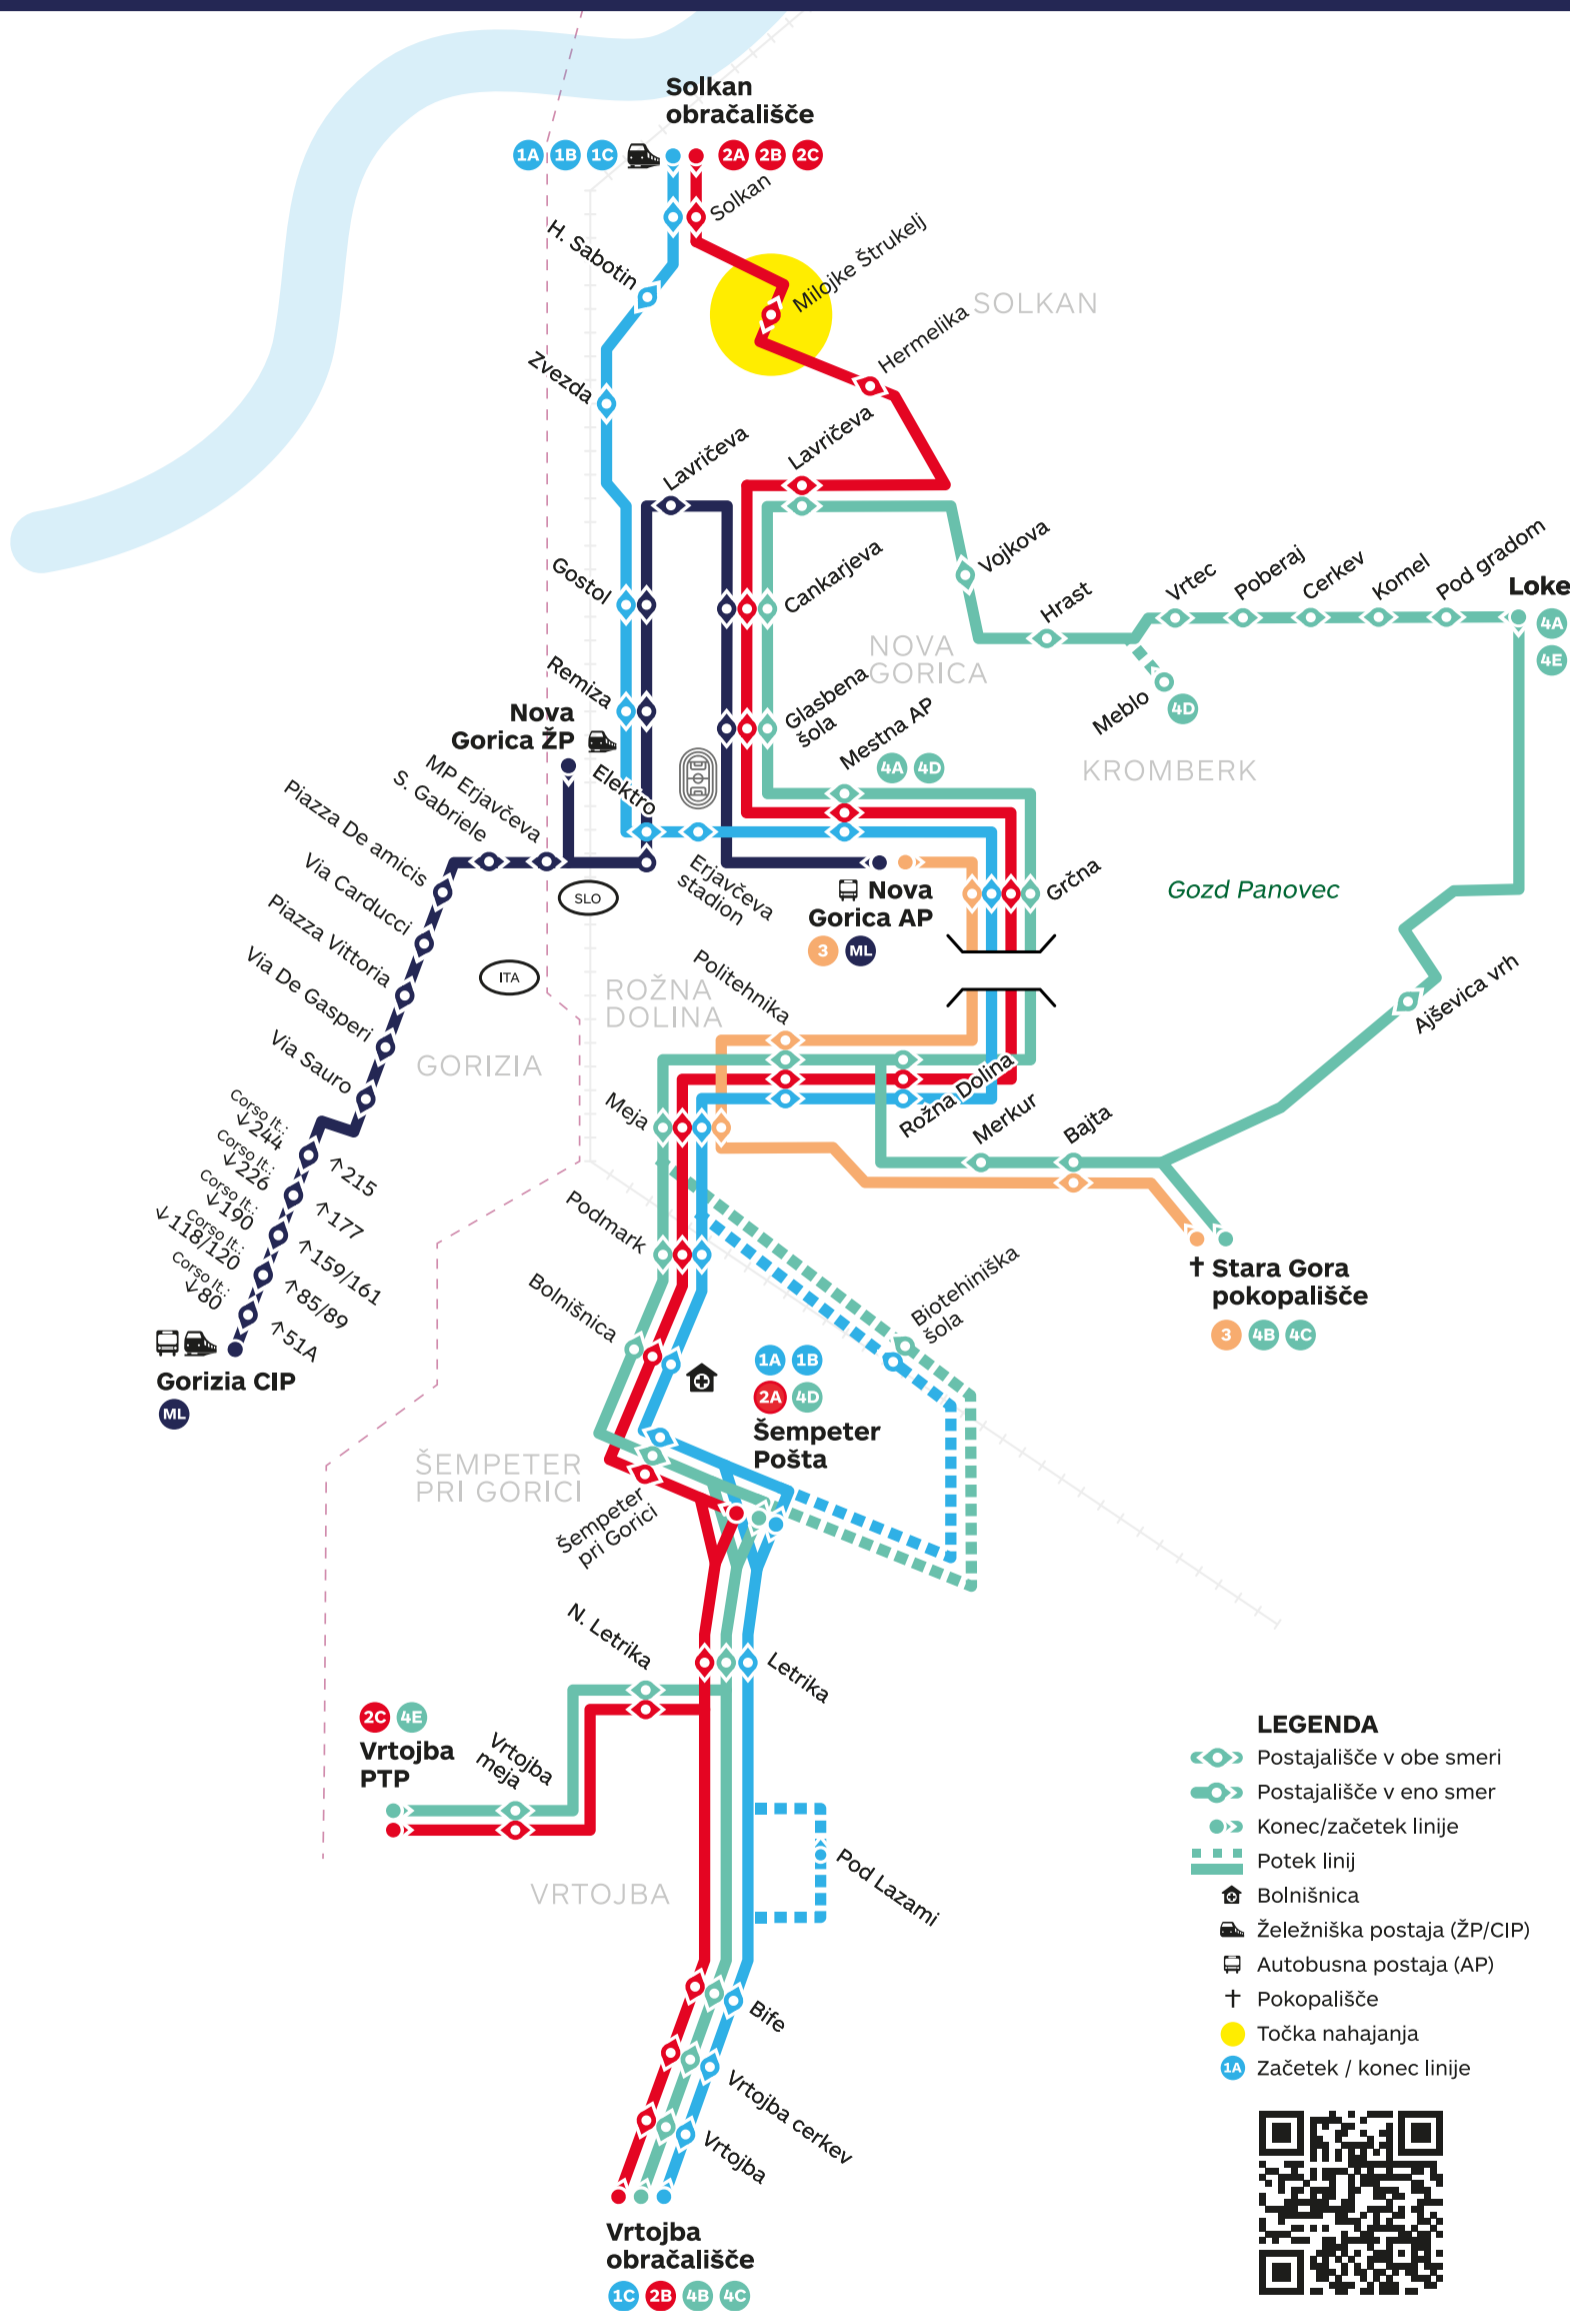 Solkan
obračališče
1A 1B 1C
2A 2B 2C
Solkan
H. Sabotin
Milojke Štrukelj
SOLKAN
Hermelika
Zvezda
Lavričeva
Lavričeva
Vojkova
Gostol
Cankarjeva
Hrast
Vrtec
Poberaj
Cerkev
Komel
Pod gradom
Loke
4A
4E
NOVA
GORICA
Remiza
Glasbena
šola
Meblo
4D
Nova
Gorica ŽP
Mestna AP
4A 4D
KROMBERK
Elektro
MP Erjavčeva
S. Gabriele
Piazza De amicis
Via Carducci
Piazza Vittoria
Via De Gasperi
Via Sauro
SLO
ITA
Erjavčeva
stadion
Nova
Gorica AP
3 ML
Grčna
Gozd Panovec
Politehnika
ROŽNA
DOLINA
GORIZIA
Ajševica vrh
Rožna Dolina
Merkur
Bajta
Meja
Corso It.:
↓244
↑215
Corso It.:
↓226
↑177
Corso It.:
↓190
↑159/161
Corso It.:
↓118/120
↑85/89
Corso It.:
↓80
↑51A
Gorizia CIP
ML
Podmark
Bolnišnica
Biotehiniška
šola
† Stara Gora
pokopališče
3 4B 4C
1A 1B
2A 4D
Šempeter
Pošta
ŠEMPETER
PRI GORICI
Šempeter
pri Gorici
N. Letrika
Letrika
2C 4E
Vrtojba
PTP
Vrtojba
meja
VRTOJBA
Pod Lazami
Bife
Vrtojba cerkev
Vrtojba
Vrtojba
obračališče
1C 2B 4B 4C
LEGENDA
Postajališče v obe smeri
Postajališče v eno smer
Konec/začetek linije
Potek linij
Bolnišnica
Železniška postaja (ŽP/CIP)
Autobusna postaja (AP)
† Pokopališče
Točka nahajanja
1A Začetek / konec linije